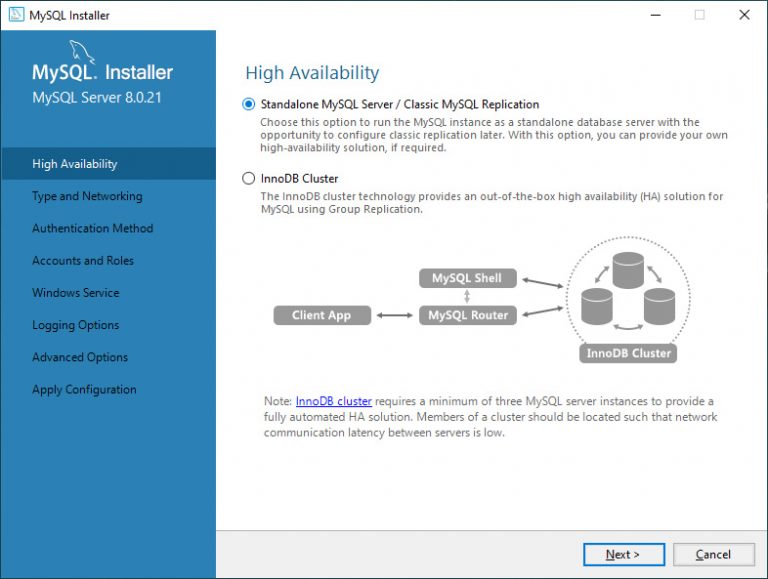 MySQL Installer
MySQL. Installer
MySQL Server 8.0.21
High Availability
Type and Networking
Authentication Method
Accounts and Roles
Windows Service
Logging Options
Advanced Options
Apply Configuration
High Availability
Standalone MySQL Server / Classic MySQL Replication
Choose this option to run the MySQL instance as a standalone database server with the
opportunity to configure classic replication later. With this option, you can provide your own
high-availability solution, if required.
InnoDB Cluster
The InnoDB cluster technology provides an out-of-the-box high availability (HA) solution for
MySQL using Group Replication.
MySQL Shell
Client App
MySQL Router
InnoDB Cluster
Note: InnoDB cluster requires a minimum of three MySQL server instances to provide a
fully automated HA solution. Members of a cluster should be located such that network
communication latency between servers is low.
Next >
Cancel